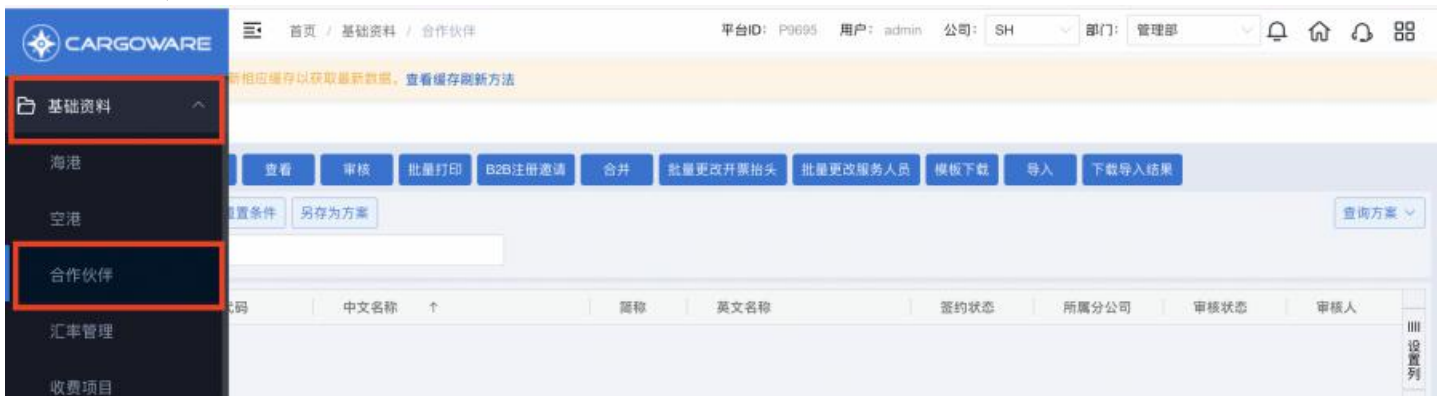 CARGOWARE
首页 / 基础资料 / 合作伙伴
平台ID: P9695 用户: admin 公司: SH 部门: 管理部
新相应缓存以获取最新数据。查看缓存刷新方法
基础资料
海港
查看 审核 批量打印 B2B注册邀请 合并 批量更改开票抬头 批量更改服务人员 模板下载 导入 下载导入结果
空港
重置条件 另存为方案 查询方案
合作伙伴
代码 中文名称 ↑ 简称 英文名称 签约状态 所属分公司 审核状态 审核人
汇率管理
设置列
收费项目